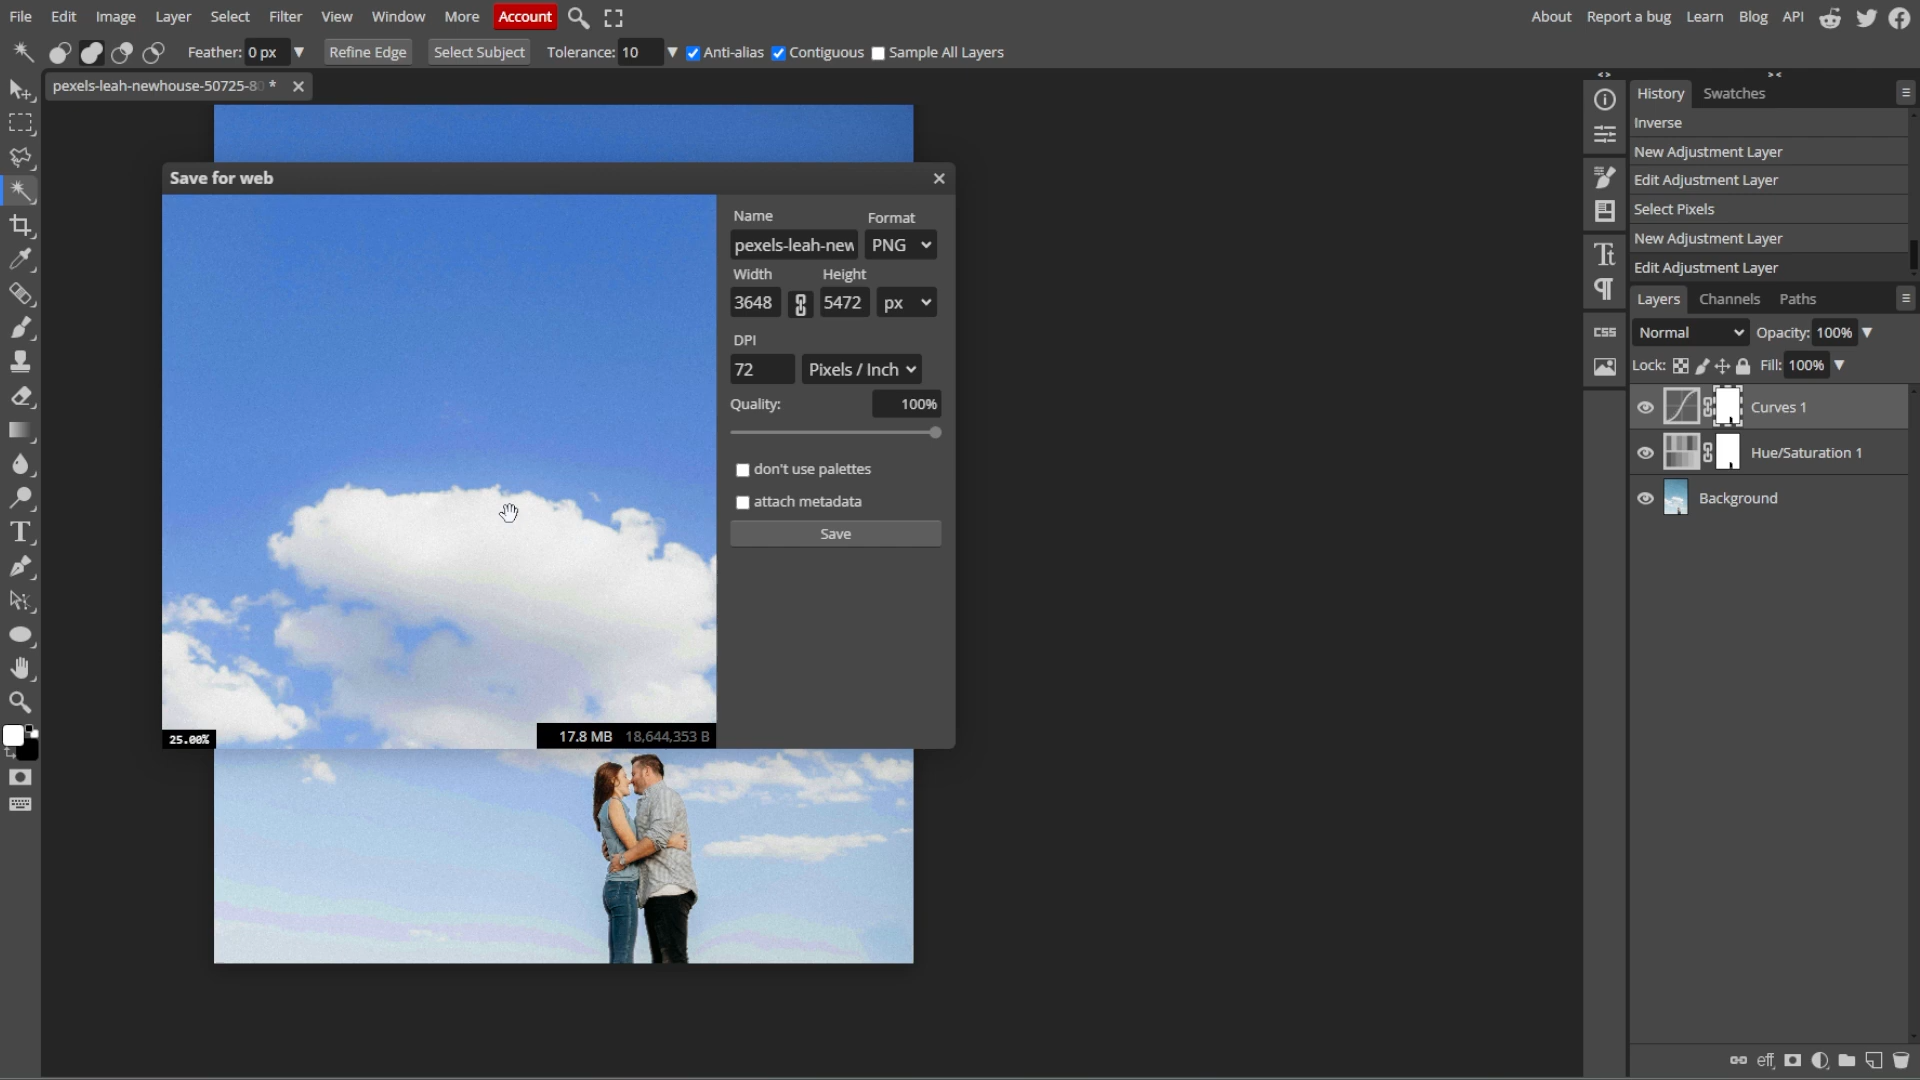 File Edit Image Layer Select Filter View Window More Account About Report a bug Learn Blog API
Feather: 0 px Refine Edge Select Subject Tolerance: 10 Anti-alias Contiguous Sample All Layers
pexels-leah-newhouse-50725-80 *
History Swatches
Inverse
New Adjustment Layer
Edit Adjustment Layer
Select Pixels
New Adjustment Layer
Edit Adjustment Layer
Save for web
Name Format
pexels-leah-new PNG
Width Height
3648 5472 px
DPI
72 Pixels / Inch
Quality: 100%
don't use palettes
attach metadata
Save
25.00%
17.8 MB 18,644,353 B
CSS
Layers Channels Paths
Normal Opacity: 100%
Lock: Fill: 100%
Curves 1
Hue/Saturation 1
Background
eff